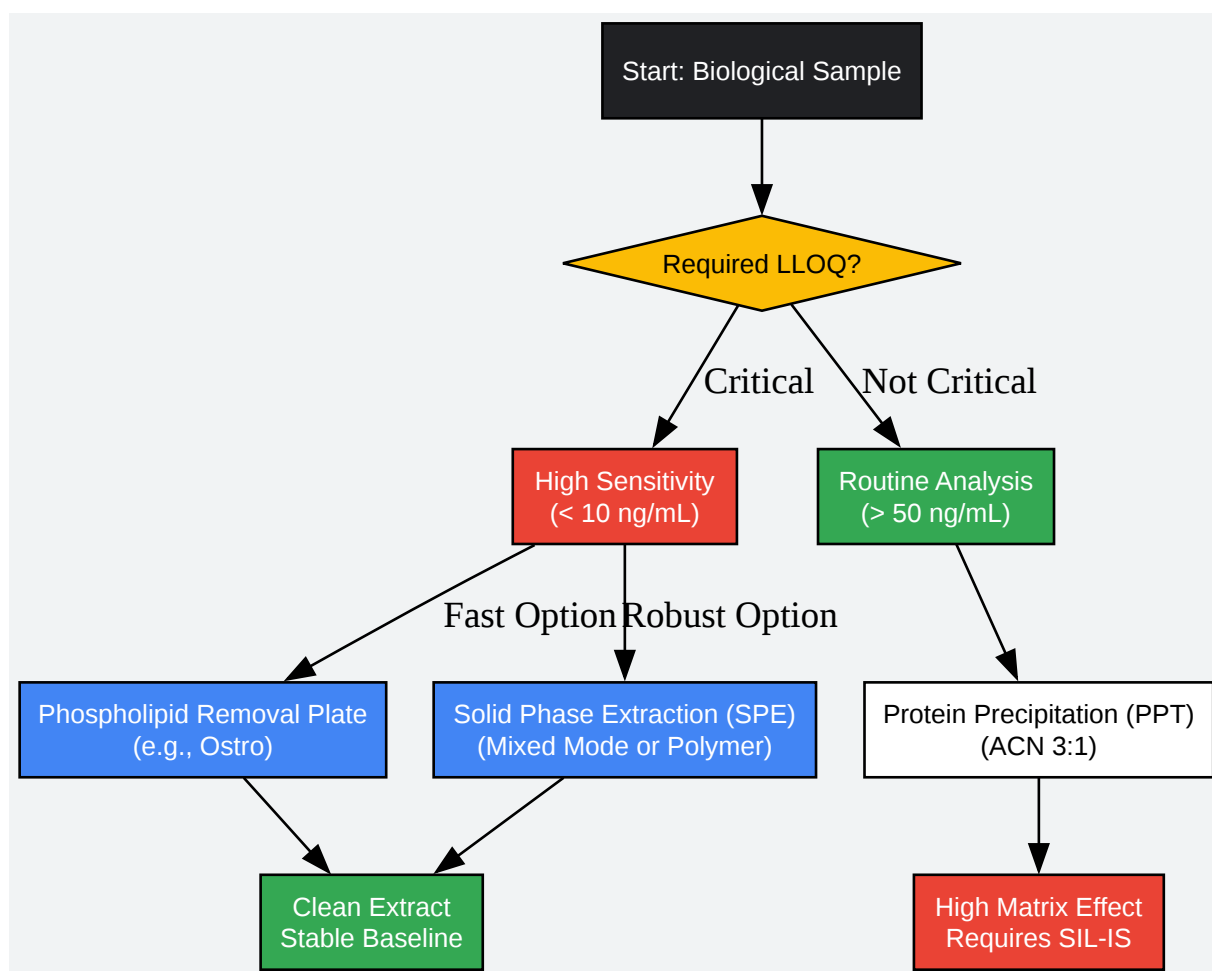 Start: Biological Sample
Required LLOQ?
Critical
Not Critical
High Sensitivity
(< 10 ng/mL)
Routine Analysis
(> 50 ng/mL)
Fast Option
Robust Option
Phospholipid Removal Plate
(e.g., Ostro)
Solid Phase Extraction (SPE)
(Mixed Mode or Polymer)
Protein Precipitation (PPT)
(ACN 3:1)
Clean Extract
Stable Baseline
High Matrix Effect
Requires SIL-IS